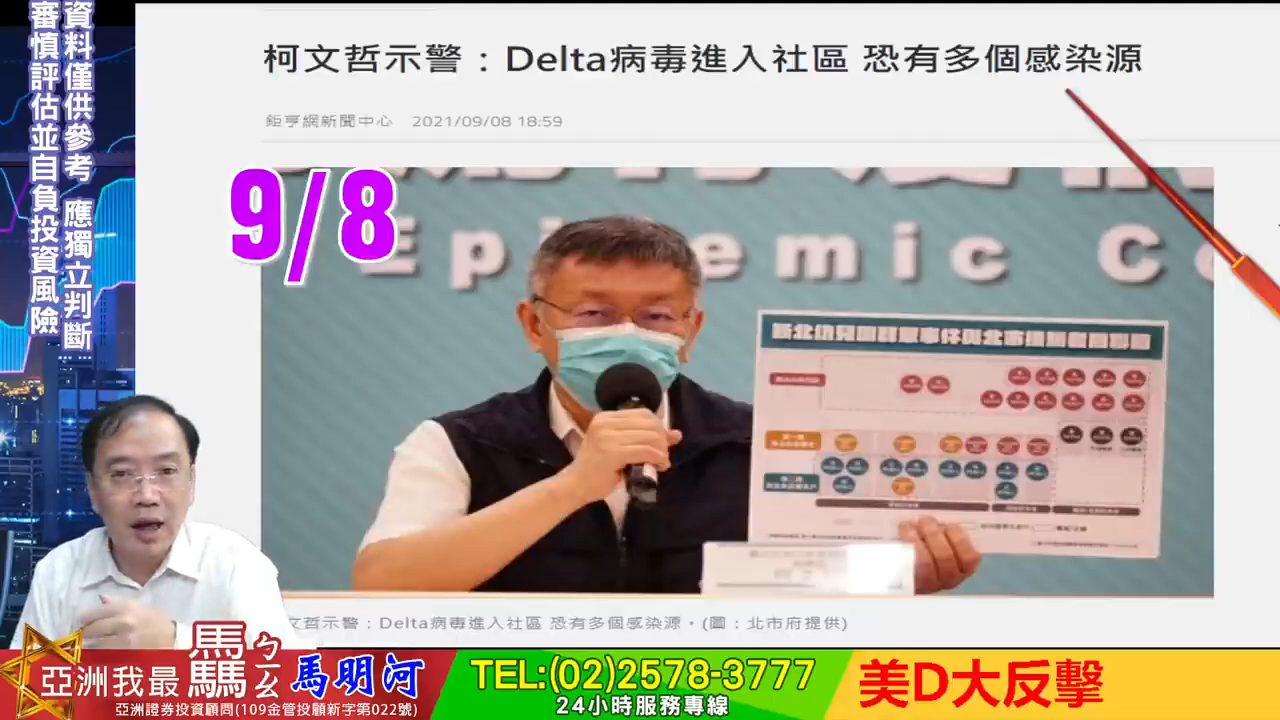 資料僅供參考 應獨立判斷
審慎評估並自負投資風險
柯文哲示警：Delta病毒進入社區 恐有多個感染源
鉅亨網新聞中心 2021/09/08 18:59
9/8
Epidemic Co
文哲示警：Delta病毒進入社區 恐有多個感染源。(圖：北市府提供)
亞洲我最驫ㄅㄧㄠ 馬明河
亞洲證券投資顧問(109金管投顧新字第022號)
TEL:(02)2578-3777
24小時服務專線
美D大反擊